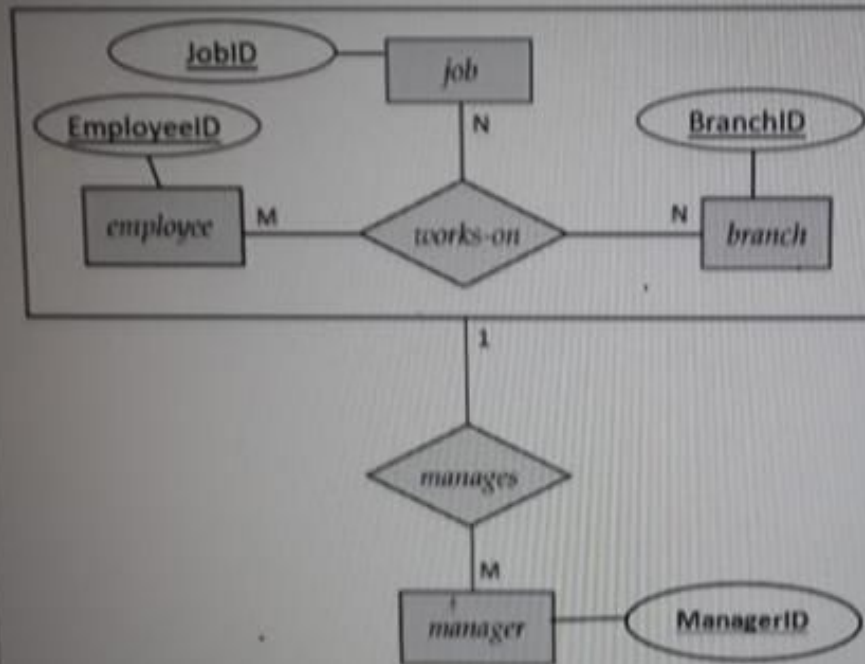 JobID
job
N
EmployeeID
BranchID
employee
M
works-on
N
branch
1
manages
M
manager
ManagerID